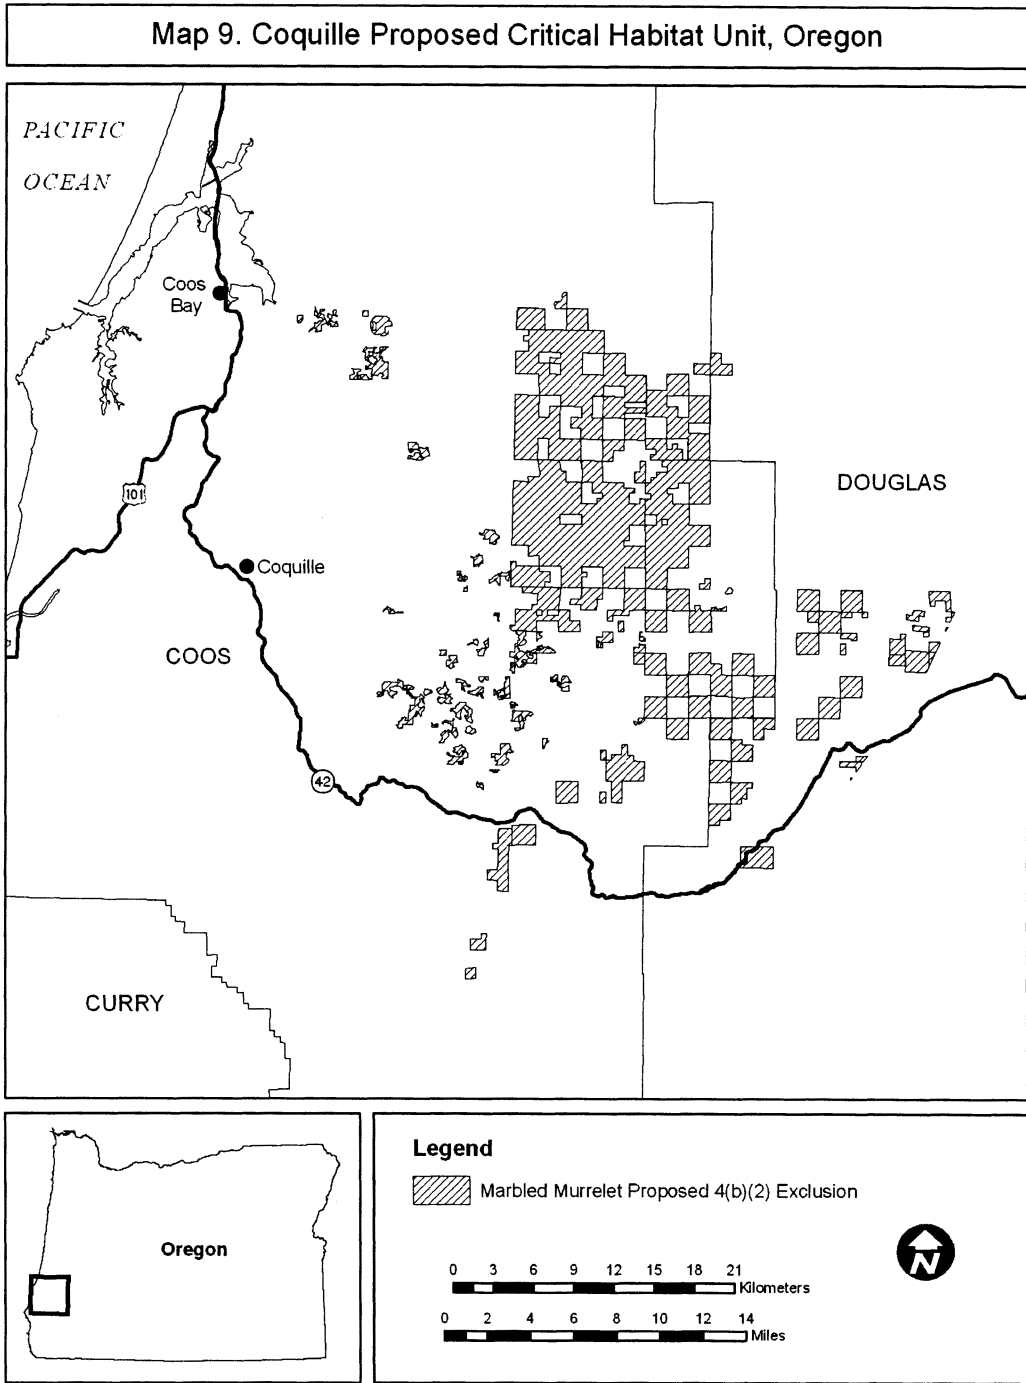 Map 9. Coquille Proposed Critical Habitat Unit, Oregon
PACIFIC
OCEAN
Coos
Bay
101
DOUGLAS
Coquille
COOS
42
CURRY
Oregon
Legend
Marbled Murrelet Proposed 4(b)(2) Exclusion
N
0 3 6 9 12 15 18 21
Kilometers
0 2 4 6 8 10 12 14
Miles